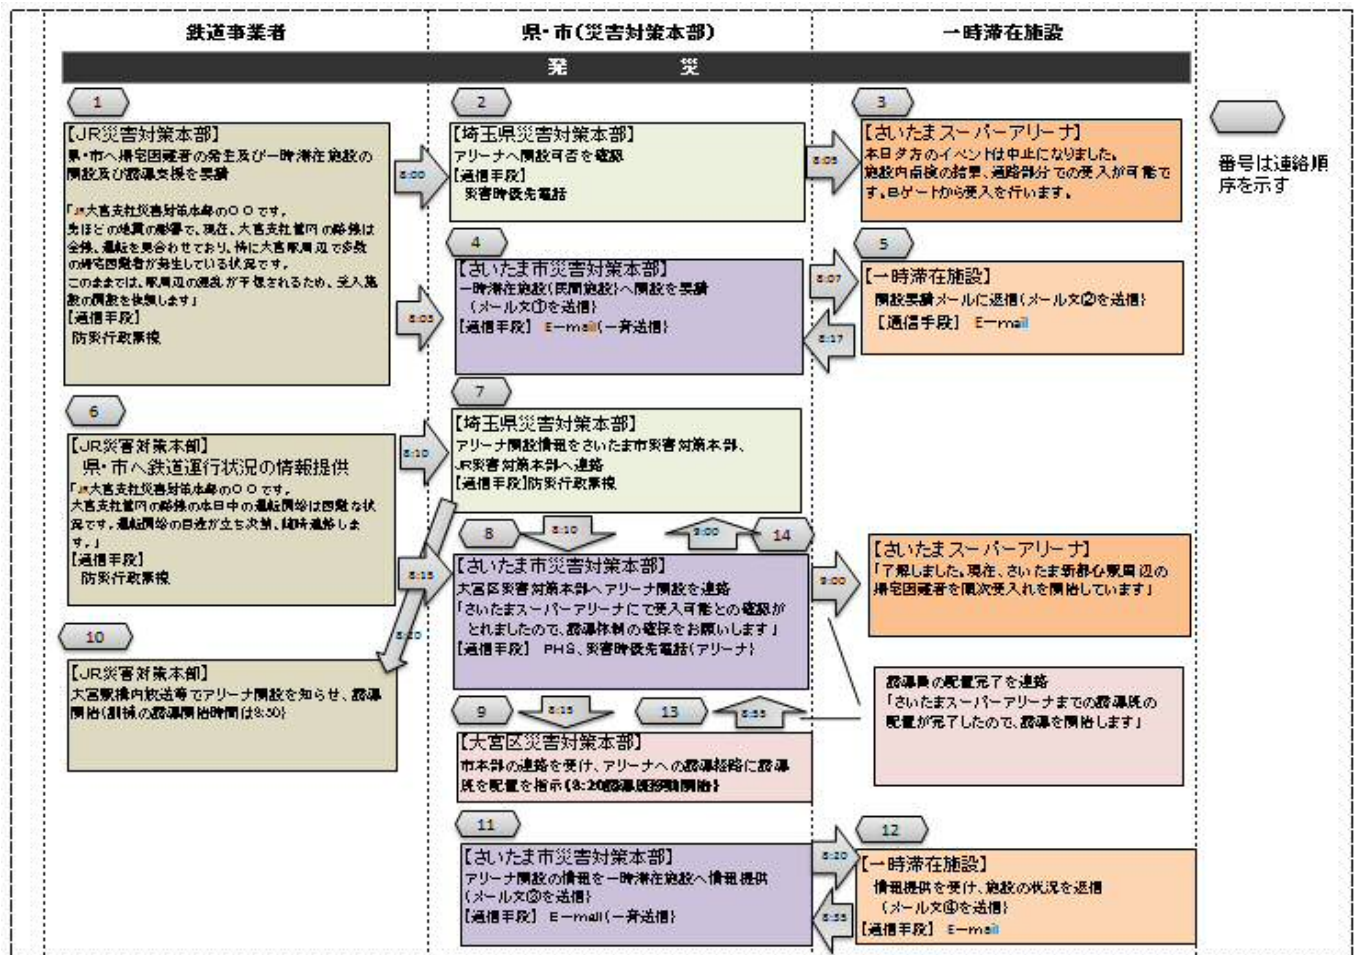 鉄道事業者
県・市(災害対策本部)
一時滞在施設
発　災
1
【JR災害対策本部】
県・市へ帰宅困難者の発生及び一時滞在施設の
開設及び誘導支援を要請
「JR大宮支社災害対策本部の〇〇です。
先ほどの地震の影響で、現在、大宮支社管内の路線は
全線、運転を見合わせており、特に大宮駅周辺で多数
の帰宅困難者が発生している状況です。
このままでは、駅周辺の混乱が予想されるため、受入施
設の開設を依頼します」
【通信手段】
防災行政無線
8:00
8:03
2
【埼玉県災害対策本部】
アリーナへ開設可否を確認
【通信手段】
災害時優先電話
8:05
3
【さいたまスーパーアリーナ】
本日夕方のイベントは中止になりました。
施設内点検の結果、通路部分での受入が可能で
す。Bゲートから受入を行います。
番号は連絡順
序を示す
4
【さいたま市災害対策本部】
一時滞在施設(民間施設)へ開設を要請
(メール文①を送信)
【通信手段】 E-mail(一斉送信)
8:07
8:17
5
【一時滞在施設】
開設要請メールに返信(メール文②を送信)
【通信手段】 E-mail
6
【JR災害対策本部】
県・市へ鉄道運行状況の情報提供
「JR大宮支社災害対策本部の〇〇です。
大宮支社管内の路線の本日中の運転開始は困難な状
況です。運転開始の目途が立ち次第、随時連絡しま
す。」
【通信手段】
防災行政無線
8:10
8:15
7
【埼玉県災害対策本部】
アリーナ開設情報をさいたま市災害対策本部、
JR災害対策本部へ連絡
【通信手段】防災行政無線
8
8:10
9:00
14
【さいたま市災害対策本部】
大宮区災害対策本部へアリーナ開設を連絡
「さいたまスーパーアリーナにて受入可能との確認が
とれましたので、誘導体制の確保をお願いします」
【通信手段】 PHS、災害時優先電話(アリーナ)
9:00
【さいたまスーパーアリーナ】
「了解しました。現在、さいたま新都心駅周辺の
帰宅困難者を順次受入れを開始しています」
8:20
10
【JR災害対策本部】
大宮駅構内放送等でアリーナ開設を知らせ、誘導
開始(訓練の誘導開始時間は8:50)
誘導員の配置完了を連絡
「さいたまスーパーアリーナまでの誘導班の
配置が完了したので、誘導を開始します」
9
8:15
13
8:55
【大宮区災害対策本部】
市本部の連絡を受け、アリーナへの誘導経路に誘導
班を配置を指示(8:20誘導班移動開始)
11
【さいたま市災害対策本部】
アリーナ開設の情報を一時滞在施設へ情報提供
(メール文③を送信)
【通信手段】 E-mail(一斉送信)
8:20
8:35
12
【一時滞在施設】
情報提供を受け、施設の状況を返信
(メール文④を送信)
【通信手段】 E-mail